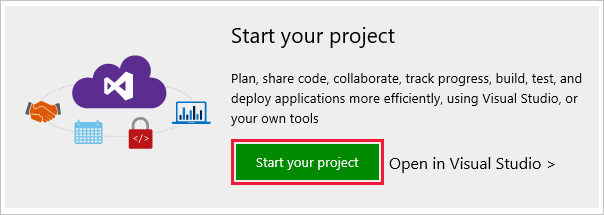 Start your project
Plan, share code, collaborate, track progress, build, test, and
deploy applications more efficiently, using Visual Studio, or
your own tools
</>
Start your project
Open in Visual Studio >